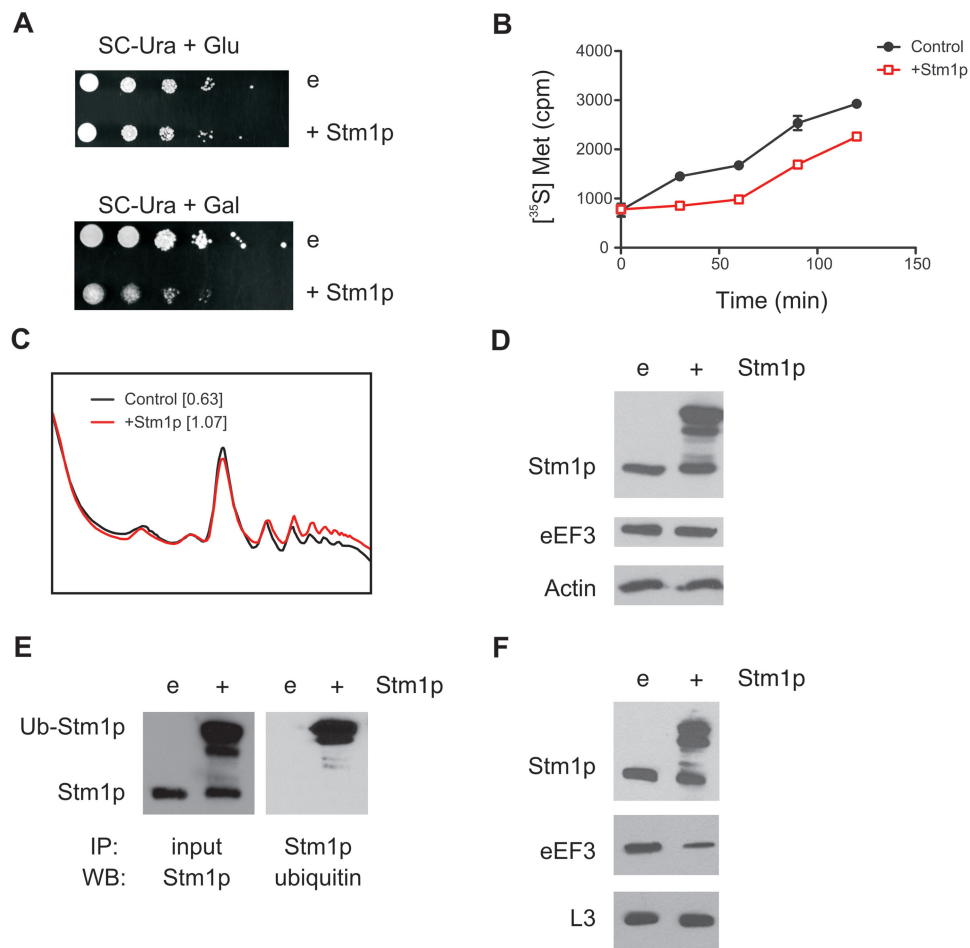 A
SC-Ura + Glu
e
+ Stm1p
SC-Ura + Gal
e
+ Stm1p
B
4000
3000
2000
1000
0
[³⁵S] Met (cpm)
0 50 100 150
Time (min)
Control
+Stm1p
C
Control [0.63]
+Stm1p [1.07]
D
e + Stm1p
Stm1p
eEF3
Actin
E
e + e + Stm1p
Ub-Stm1p
Stm1p
IP: input Stm1p
WB: Stm1p ubiquitin
F
e + Stm1p
Stm1p
eEF3
L3